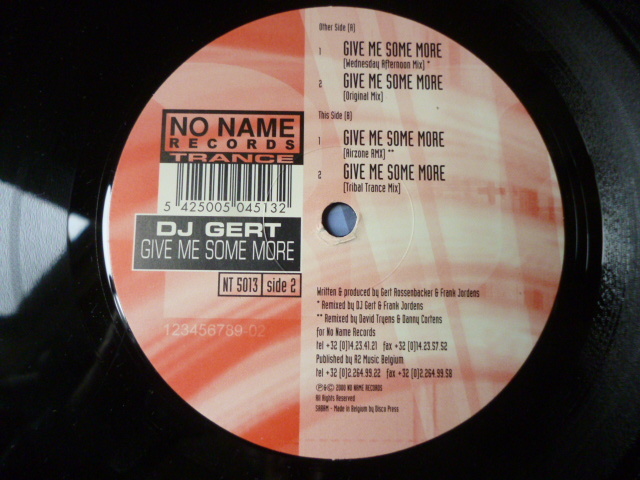 Other Side (A)
1 GIVE ME SOME MORE
(Wednesday Afternoon Mix) *
2 GIVE ME SOME MORE
(Original Mix)
This Side (B)
1 GIVE ME SOME MORE
(Airzone RMX) **
2 GIVE ME SOME MORE
(Tribal Trance Mix)
NO NAME
RECORDS
TRANCE
5 425005 045132
DJ GERT
GIVE ME SOME MORE
NT 5013 side 2
123456789-02
Written & produced by Gert Rossenbacker & Frank Jordens
* Remixed by DJ Gert & Frank Jordens
** Remixed by David Tryens & Danny Cortens
for No Name Records
tel +32 (0)14.23.41.21 fax +32 (0)14.23.57.52
Published by A2 Music Belgium
tel +32 (0)2.264.99.22 fax +32 (0)2.264.99.58
℗&© 2000 NO NAME RECORDS
All Rights Reserved
SABAM - Made in Belgium by Disco Press